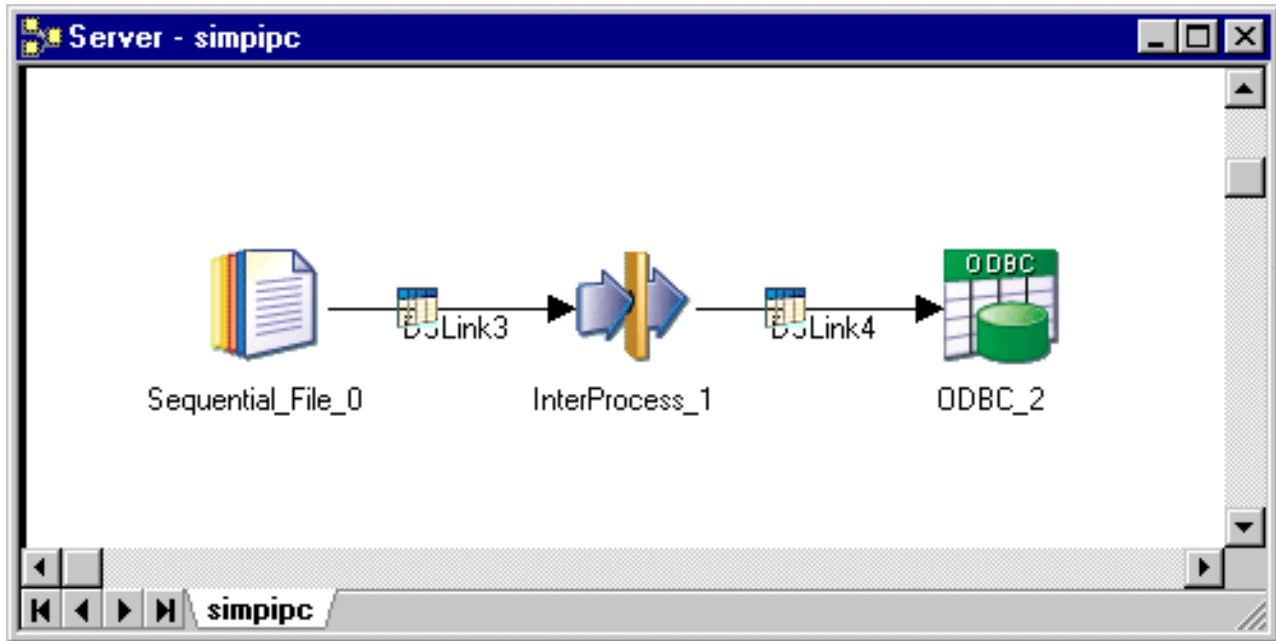 Server - simpipc
ODBC
DSLink3
DSLink4
Sequential_File_0
InterProcess_1
ODBC_2
simpipc